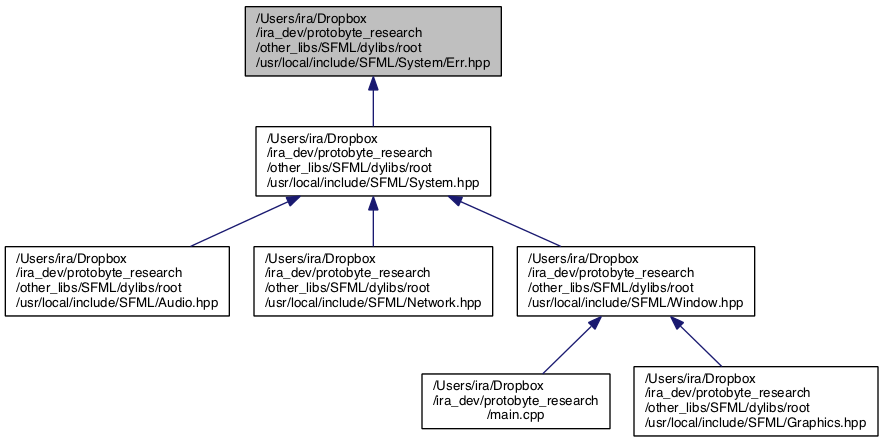 /Users/ira/Dropbox
/ira_dev/protobyte_research
/other_libs/SFML/dylibs/root
/usr/local/include/SFML/System/Err.hpp
/Users/ira/Dropbox
/ira_dev/protobyte_research
/other_libs/SFML/dylibs/root
/usr/local/include/SFML/System.hpp
/Users/ira/Dropbox
/ira_dev/protobyte_research
/other_libs/SFML/dylibs/root
/usr/local/include/SFML/Audio.hpp
/Users/ira/Dropbox
/ira_dev/protobyte_research
/other_libs/SFML/dylibs/root
/usr/local/include/SFML/Network.hpp
/Users/ira/Dropbox
/ira_dev/protobyte_research
/other_libs/SFML/dylibs/root
/usr/local/include/SFML/Window.hpp
/Users/ira/Dropbox
/ira_dev/protobyte_research
/main.cpp
/Users/ira/Dropbox
/ira_dev/protobyte_research
/other_libs/SFML/dylibs/root
/usr/local/include/SFML/Graphics.hpp